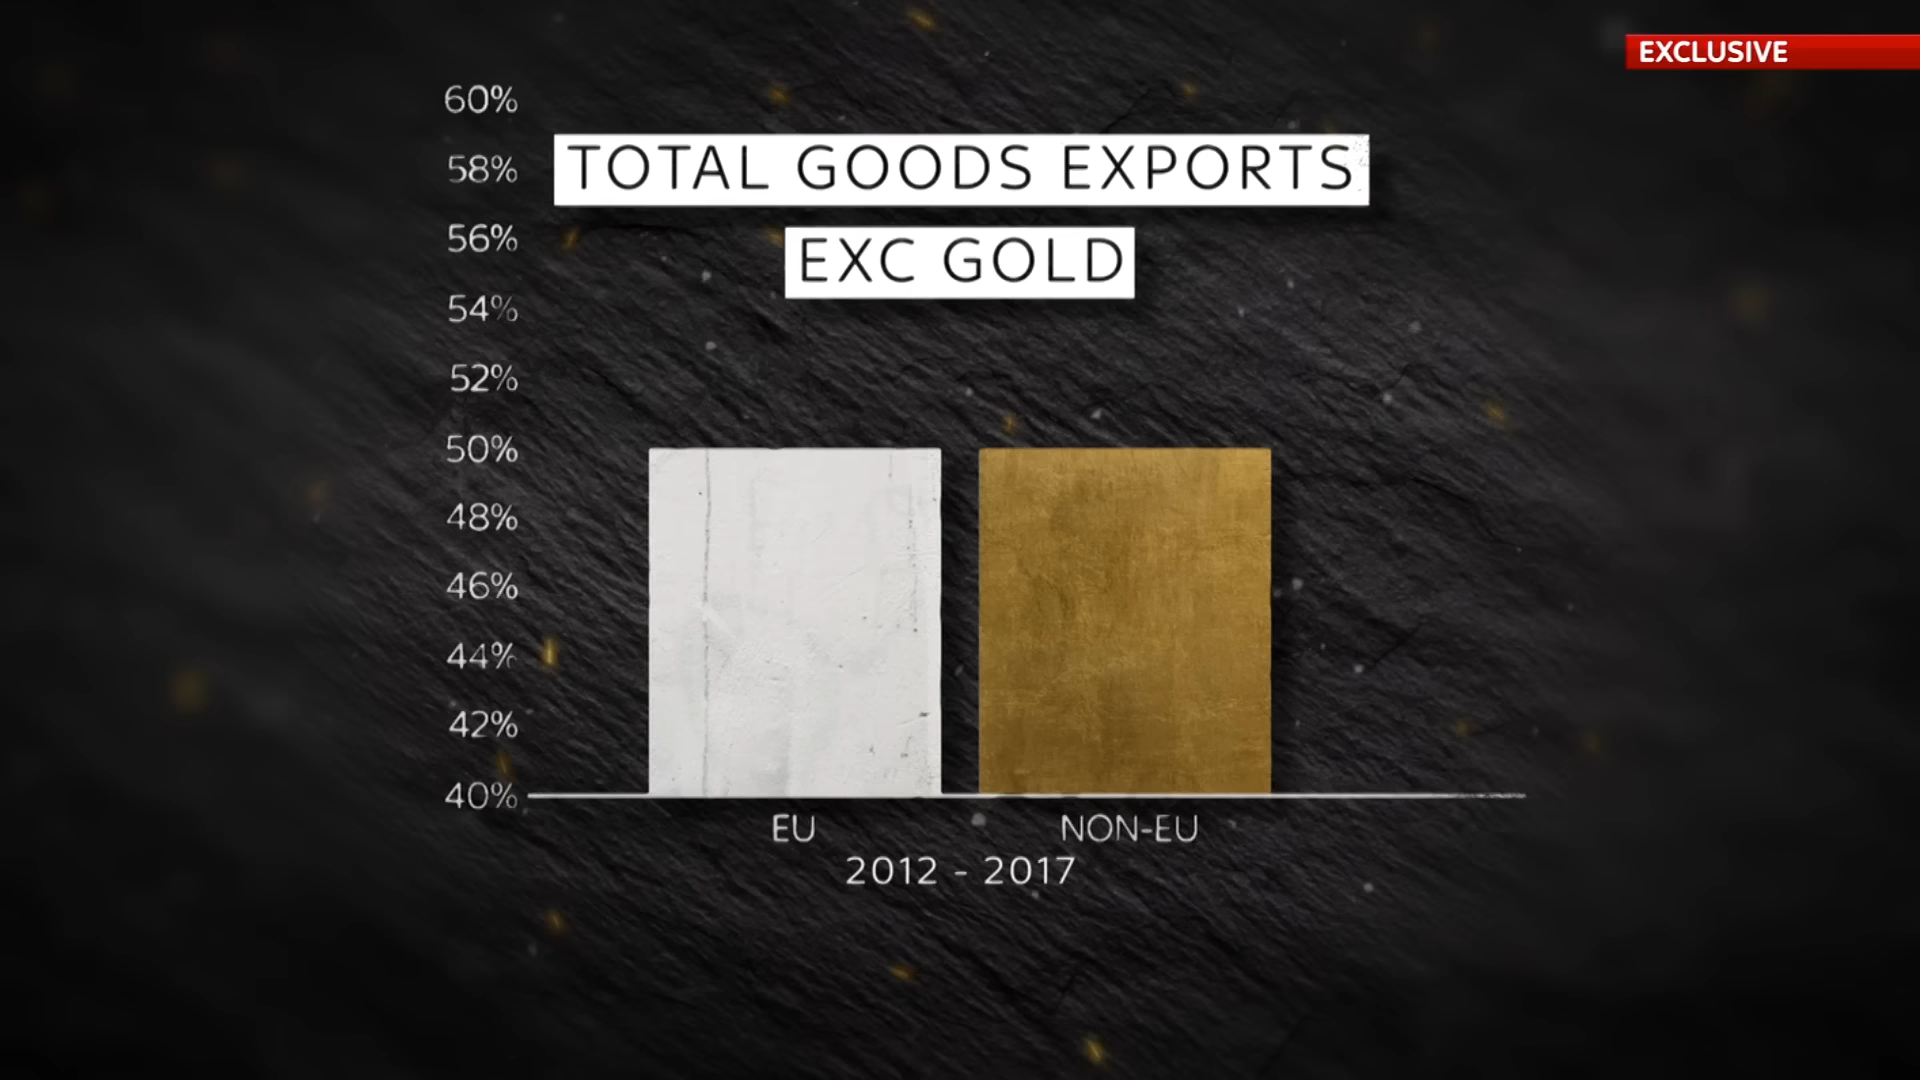 EXCLUSIVE
TOTAL GOODS EXPORTS
EXC GOLD
60%
58%
56%
54%
52%
50%
48%
46%
44%
42%
40%
EU NON-EU
2012 - 2017